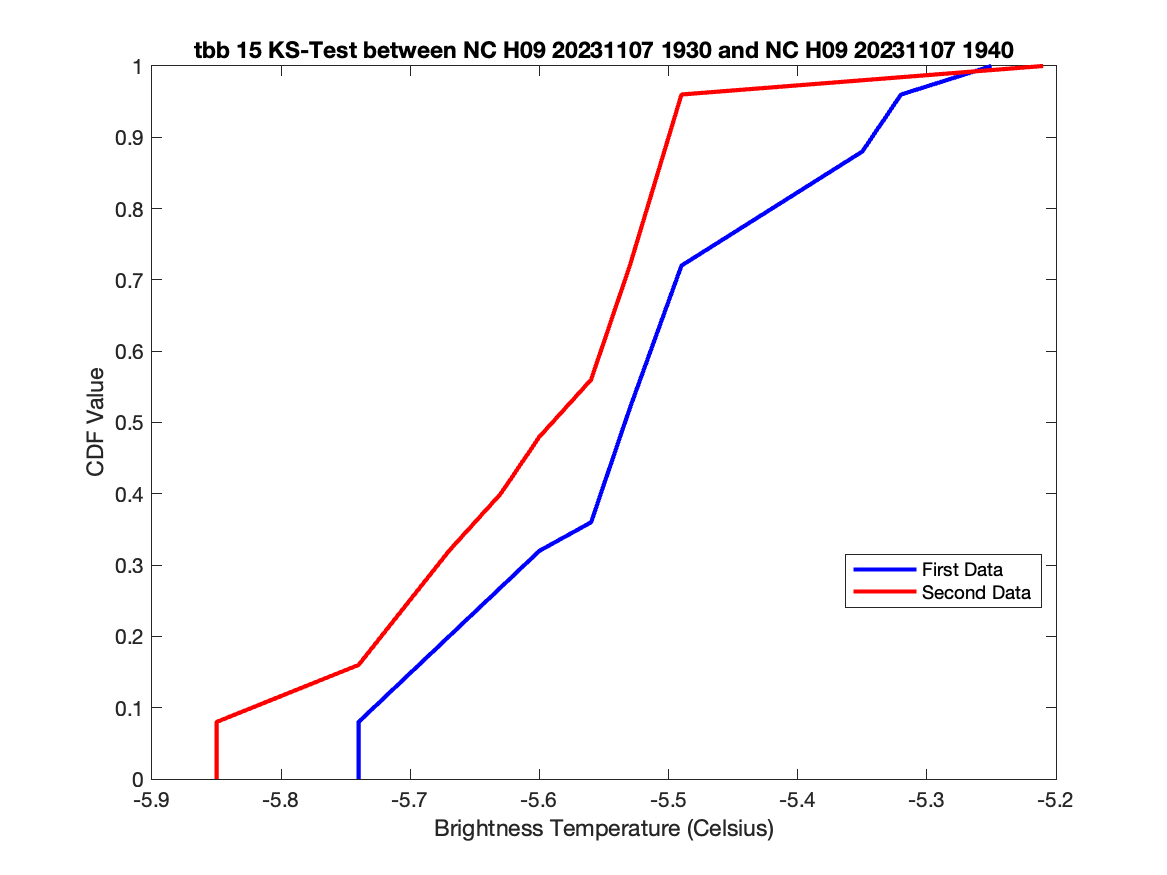 tbb 15 KS-Test between NC H09 20231107 1930 and NC H09 20231107 1940
1
0.9
0.8
0.7
0.6
0.5
0.4
0.3
0.2
0.1
0
CDF Value
First Data
Second Data
-5.9 -5.8 -5.7 -5.6 -5.5 -5.4 -5.3 -5.2
Brightness Temperature (Celsius)